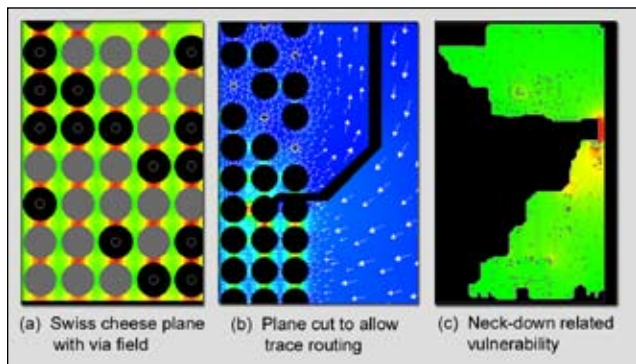 (a) Swiss cheese plane
with via field
(b) Plane cut to allow
trace routing
(c) Neck-down related
vulnerability